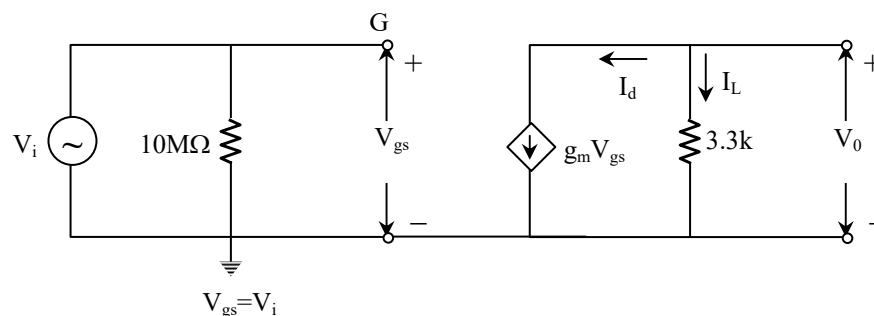 G
+
+
I_d
I_L
V_i
~
10MΩ
V_gs
g_mV_gs
3.3k
V_0
−
−
V_gs=V_i